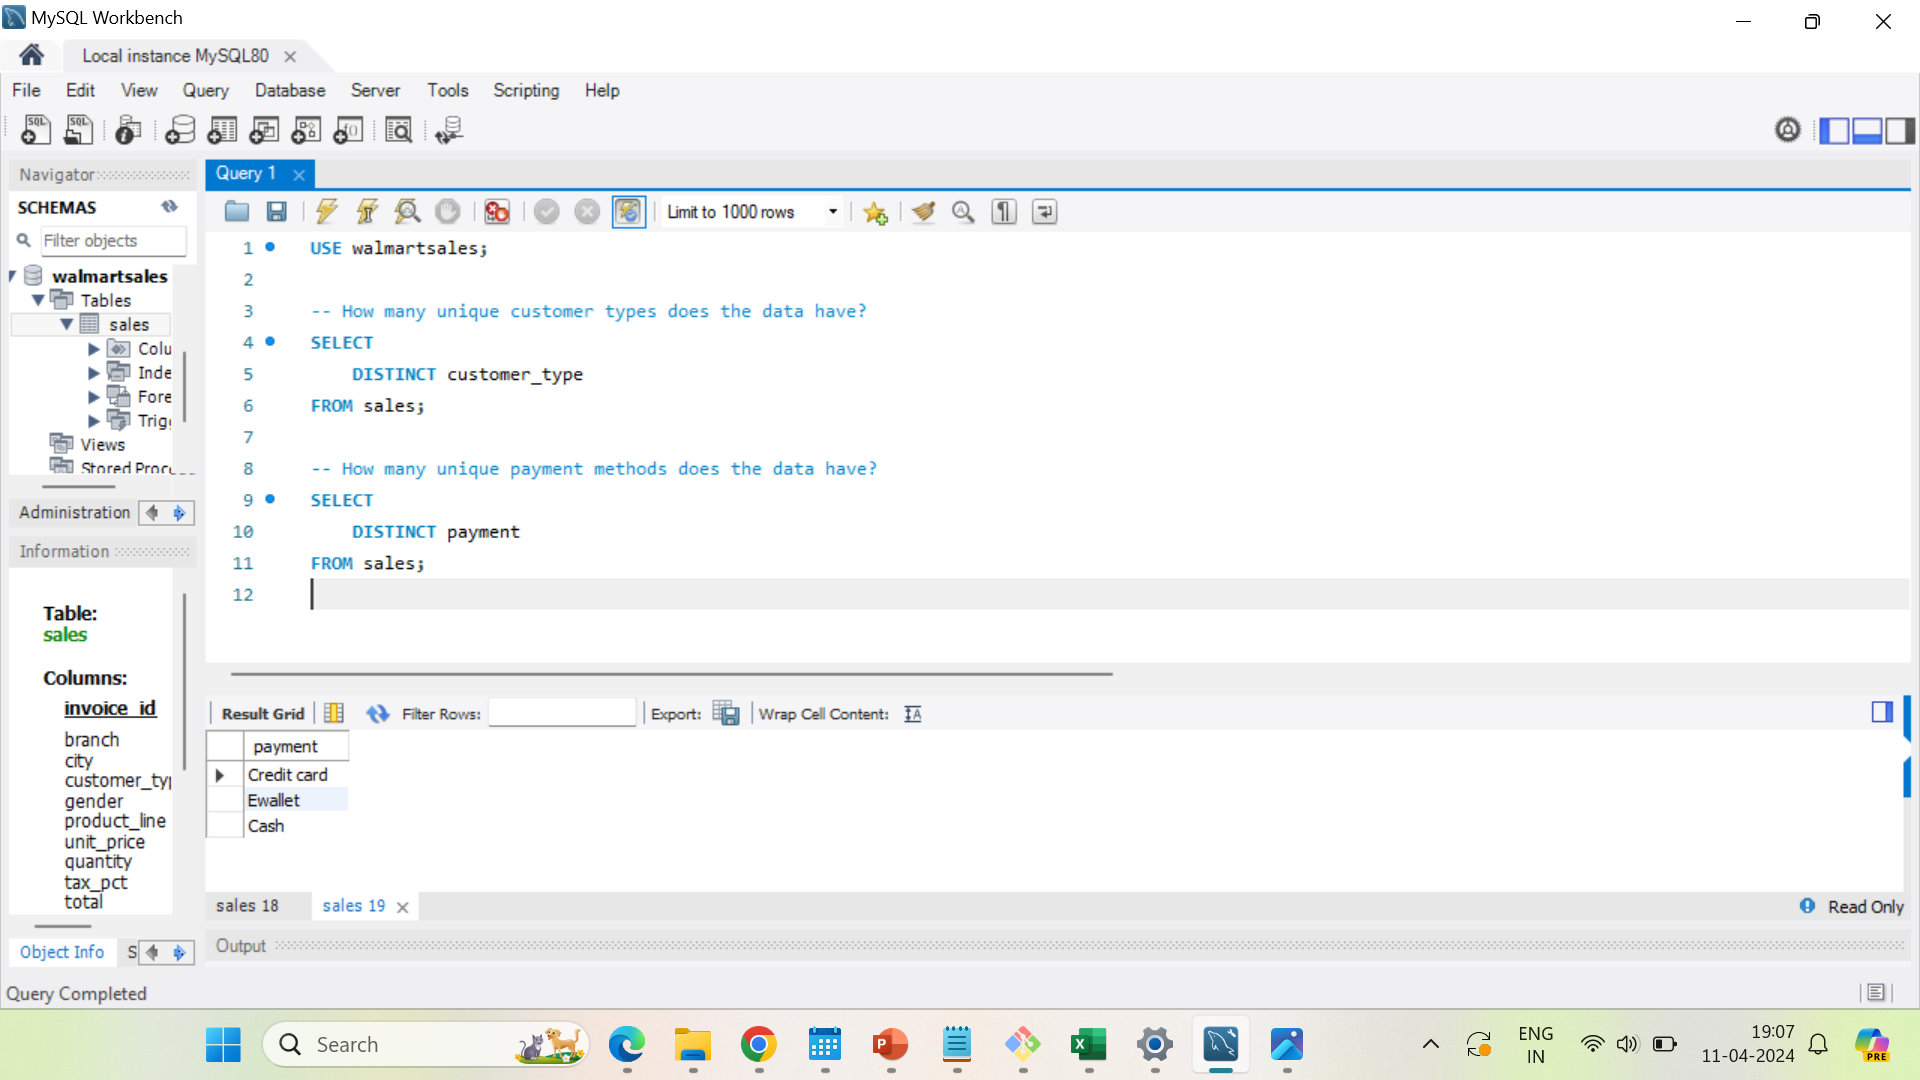 MySQL Workbench
Local instance MySQL80
File Edit View Query Database Server Tools Scripting Help
Navigator
SCHEMAS
Filter objects
walmartsales
Tables
sales
Colu
Inde
Fore
Trig
Views
Stored Proc
Administration
Information
Table:
sales
Columns:
invoice_id
branch
city
customer_typ
gender
product_line
unit_price
quantity
tax_pct
total
Object Info S
Query Completed
Query 1
Limit to 1000 rows
1 USE walmartsales;
2
3 -- How many unique customer types does the data have?
4 SELECT
5 DISTINCT customer_type
6 FROM sales;
7
8 -- How many unique payment methods does the data have?
9 SELECT
10 DISTINCT payment
11 FROM sales;
12
Result Grid Filter Rows: Export: Wrap Cell Content:
payment
Credit card
Ewallet
Cash
sales 18 sales 19
Read Only
Output
Search
ENG
IN
19:07
11-04-2024
PRE